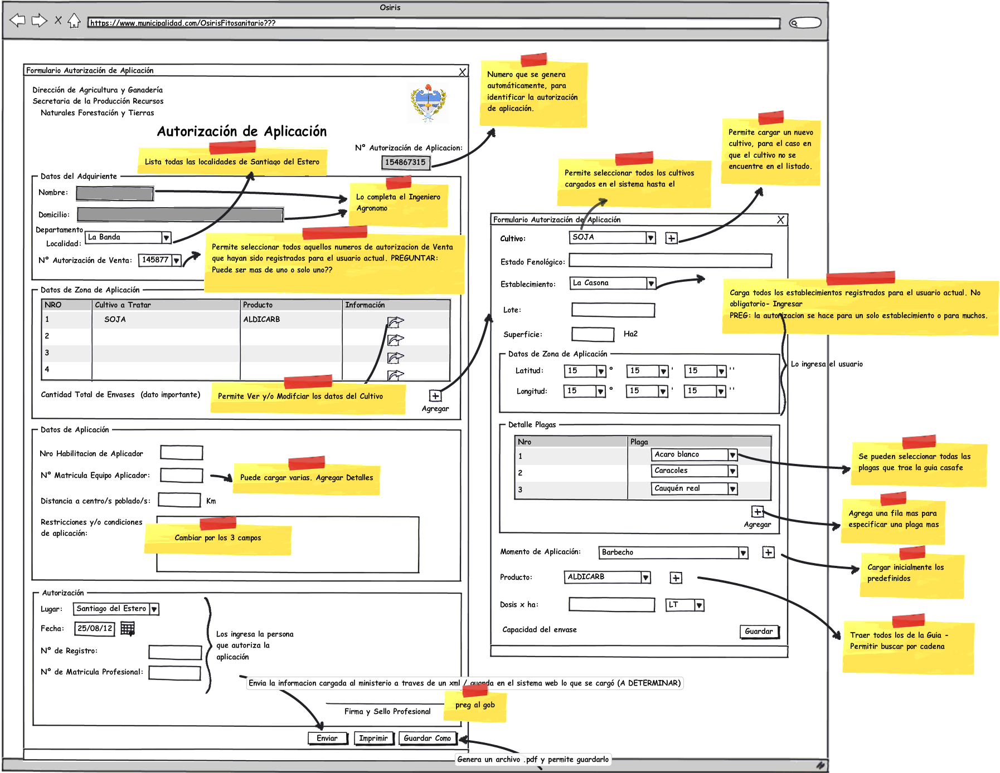 Osiris
https://www.municipalidad.com/OsirisFitosanitario???
Formulario Autorización de Aplicación
X
Dirección de Agricultura y Ganadería
Secretaria de la Producción Recursos
Naturales Forestación y Tierras
Autorización de Aplicación
N° Autorización de Aplicacion:
154867315
Lista todas las localidades de Santiago del Estero
Datos del Adquiriente
Nombre:
Domicilio:
Lo completa el Ingeniero
Agronomo
Departamento
Localidad:
La Banda
N° Autorización de Venta:
145877
Permite seleccionar todos aquellos numeros de autorizacion de Venta
que hayan sido registrados para el usuario actual. PREGUNTAR:
Puede ser mas de uno o solo uno??
Datos de Zona de Aplicación
NRO Cultivo a Tratar Producto Información
1 SOJA ALDICARB
2
3
4
Cantidad Total de Envases (dato importante)
Permite Ver y/o Modifciar los datos del Cultivo
+
Agregar
Datos de Aplicación
Nro Habilitacion de Aplicador
N° Matricula Equipo Aplicador:
Puede cargar varias. Agregar Detalles
Distancia a centro/s poblado/s:
Km
Restricciones y/o condiciones
de aplicación:
Cambiar por los 3 campos
Autorización
Lugar:
Santiago del Estero
Fecha:
25/08/12
N° de Registro:
N° de Matricula Profesional:
Los ingresa la persona
que autoriza la
aplicación
Envia la informacion cargada al ministerio a traves de un xml / guarda en el sistema web lo que se cargó (A DETERMINAR)
Firma y Sello Profesional
preg al gob
Enviar
Imprimir
Guardar Como
Genera un archivo .pdf y permite guardarlo
Numero que se genera
automáticamente, para
identificar la autorización
de aplicación.
Permite seleccionar todos los cultivos
cargados en el sistema hasta el
Permite cargar un nuevo
cultivo, para el caso en
que el cultivo no se
encuentre en el listado.
Formulario Autorización de Aplicación
X
Cultivo:
SOJA
+
Estado Fenológico:
Establecimiento:
La Casona
Carga todos los establecimientos registrados para el usuario actual. No
obligatorio- Ingresar
PREG: la autorizacion se hace para un solo establecimiento o para muchos.
Lote:
Superficie:
Ha2
Datos de Zona de Aplicación
Latitud:
15 ° 15 ' 15 ''
Longitud:
15 ° 15 ' 15 ''
Lo ingresa el usuario
Detalle Plagas
Nro Plaga
1 Acaro blanco
2 Caracoles
3 Cauquén real
+
Agregar
Se pueden seleccionar todas las
plagas que trae la guia casafe
Agrega una fila mas para
especificar una plaga mas
Momento de Aplicación:
Barbecho
+
Cargar inicialmente los
predefinidos
Producto:
ALDICARB
+
Dosis x ha:
LT
Traer todos los de la Guia -
Permitir buscar por cadena
Capacidad del envase
Guardar